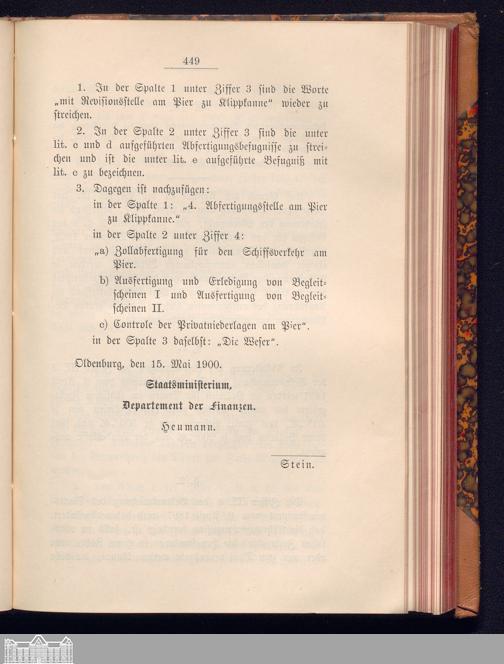 449
1. In der Spalte 1 unter Ziffer 3 sind die Worte
„mit Revisionsstelle am Pier zu Klippkanne“ wieder zu
streichen.
2. In der Spalte 2 unter Ziffer 3 sind die unter
lit. c und d aufgeführten Abfertigungsbefugnisse zu strei-
chen und ist die unter lit. e aufgeführte Befugniß mit
lit. c zu bezeichnen.
3. Dagegen ist nachzufügen:
in der Spalte 1: „4. Abfertigungsstelle am Pier
zu Klippkanne.“
in der Spalte 2 unter Ziffer 4:
„a) Zollabfertigung für den Schiffsverkehr am
Pier.
b) Ausfertigung und Erledigung von Begleit-
scheinen I und Ausfertigung von Begleit-
scheinen II.
c) Controle der Privatniederlagen am Pier“.
in der Spalte 3 daselbst: „Die Weser“.
Oldenburg, den 15. Mai 1900.
Staatsministerium,
Departement der Finanzen.
Heumann.
Stein.